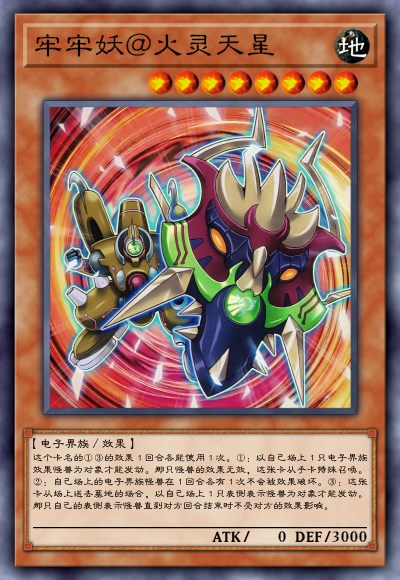 牢牢妖@火灵天星
地
【电子界族/效果】
这个卡名的①③的效果1回合各能使用1次。①：以自己场上1只电子界族
效果怪兽为对象才能发动。那只怪兽的效果无效，这张卡从手卡特殊召唤。
②：自己场上的电子界族怪兽在1回合各有1次不会被效果破坏。③：这张
卡从场上送去墓地的场合，以自己场上1只表侧表示怪兽为对象才能发动。
那只自己的表侧表示怪兽直到对方回合结束时不受对方的效果影响。
ATK/ 0 DEF/3000